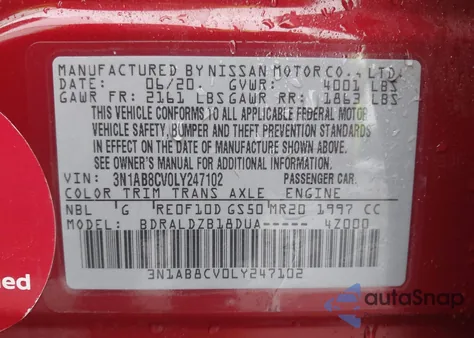 MANUFACTURED BY NISSAN MOTOR CO., LTD.
DATE: 06/20 GVWR: 4001 LBS
GAWR FR: 2161 LBS GAWR RR: 1863 LBS
THIS VEHICLE CONFORMS TO ALL APPLICABLE FEDERAL MOTOR
VEHICLE SAFETY, BUMPER AND THEFT PREVENTION STANDARDS
IN EFFECT ON THE DATE OF MANUFACTURE SHOWN ABOVE.
SEE OWNER'S MANUAL FOR ADDITIONAL INFORMATION.
VIN: 3N1AB8CV0LY247102 PASSENGER CAR
COLOR TRIM TRANS AXLE ENGINE
NBL G RE0F10D GS50 MR20 1997 CC
MODEL: BDRALDZB18DUA----- 4Z000
3N1AB8CV0LY247102
ned
autoSnap